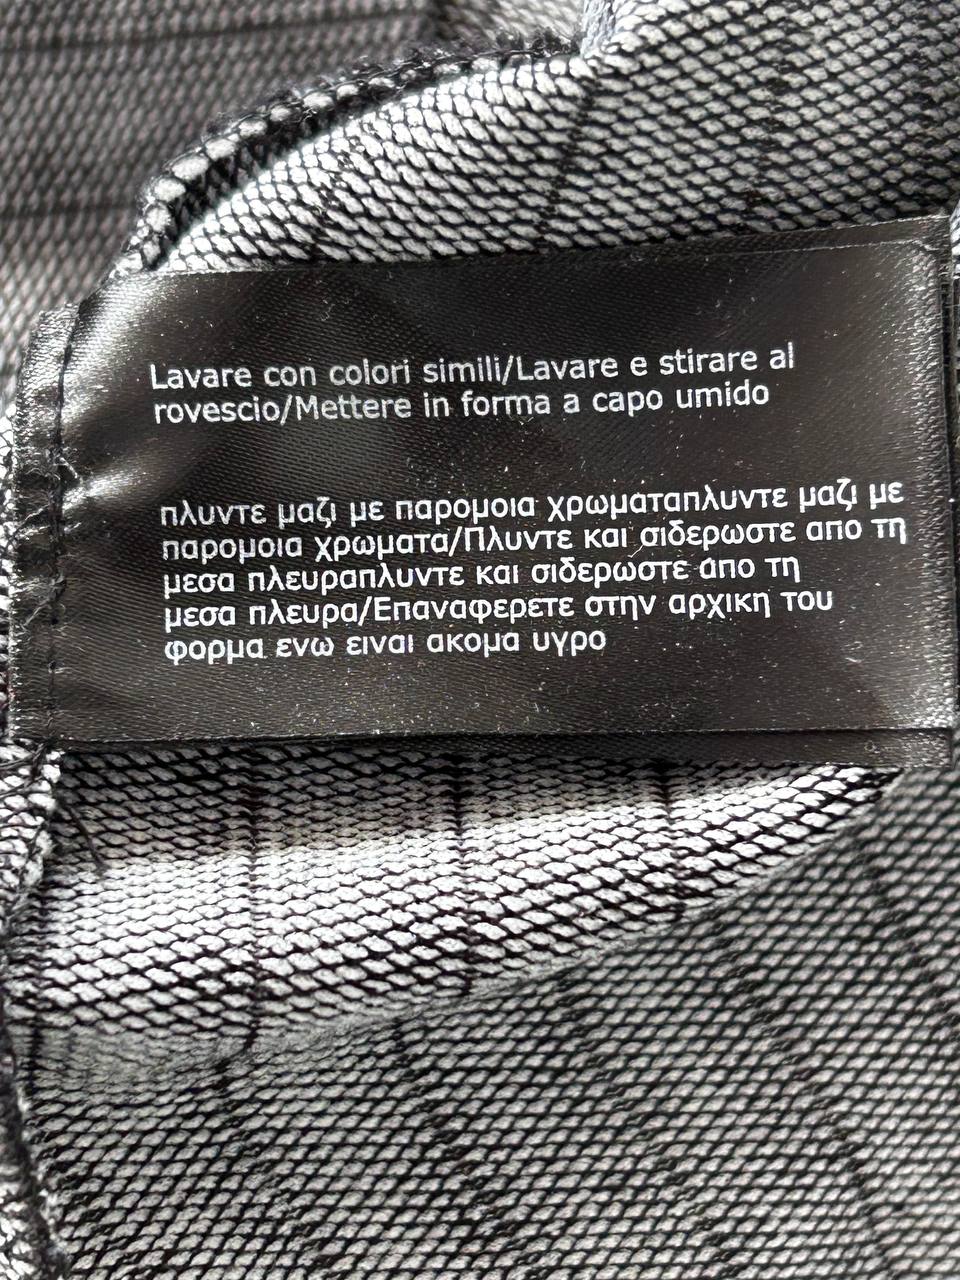 Lavare con colori simili/Lavare e stirare al
rovescio/Mettere in forma a capo umido
πλυντε μαζι με παρομοια χρωματαπλυντε μαζι με
παρομοια χρωματα/Πλυντε και σιδερωστε απο τη
μεσα πλευραπλυντε και σιδερωστε απο τη
μεσα πλευρα/Επαναφερετε στην αρχικη του
φορμα ενω ειναι ακομα υγρο